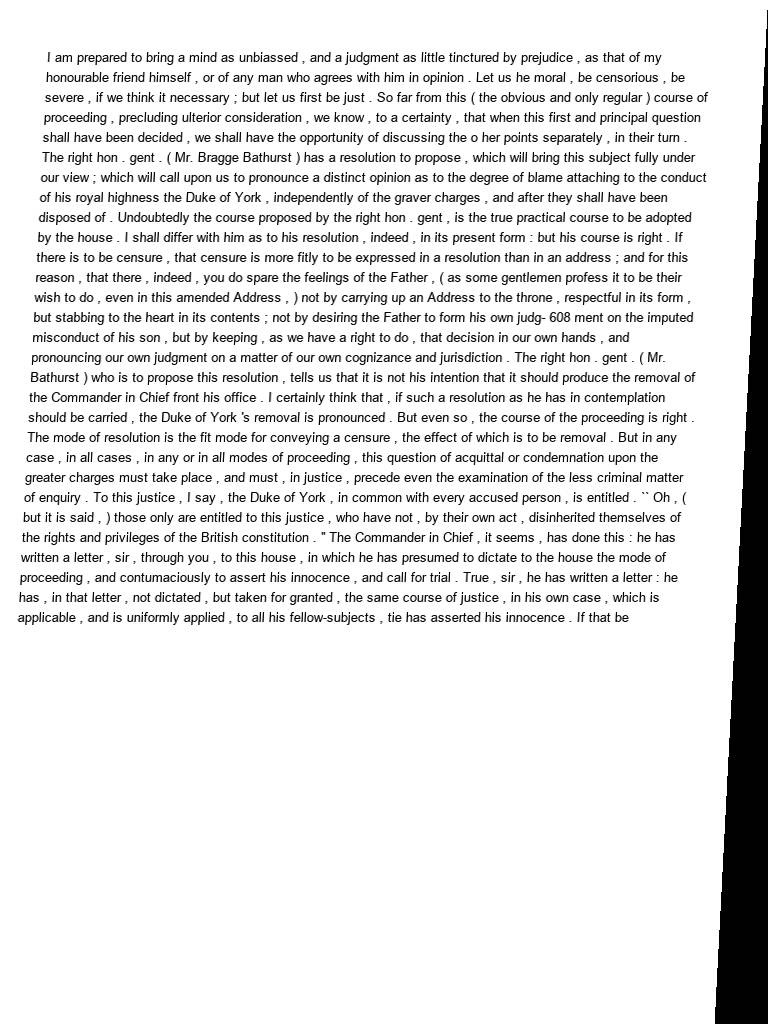 I am prepared to bring a mind as unbiassed , and a judgment as little tinctured by prejudice , as that of my
honourable friend himself , or of any man who agrees with him in opinion . Let us he moral , be censorious , be
severe , if we think it necessary ; but let us first be just . So far from this ( the obvious and only regular ) course of
proceeding , precluding ulterior consideration , we know , to a certainty , that when this first and principal question
shall have been decided , we shall have the opportunity of discussing the o her points separately , in their turn .
The right hon . gent . ( Mr. Bragge Bathurst ) has a resolution to propose , which will bring this subject fully under
our view ; which will call upon us to pronounce a distinct opinion as to the degree of blame attaching to the conduct
of his royal highness the Duke of York , independently of the graver charges , and after they shall have been
disposed of . Undoubtedly the course proposed by the right hon . gent , is the true practical course to be adopted
by the house . I shall differ with him as to his resolution , indeed , in its present form : but his course is right . If
there is to be censure , that censure is more fitly to be expressed in a resolution than in an address ; and for this
reason , that there , indeed , you do spare the feelings of the Father , ( as some gentlemen profess it to be their
wish to do , even in this amended Address , ) not by carrying up an Address to the throne , respectful in its form ,
but stabbing to the heart in its contents ; not by desiring the Father to form his own judg- 608 ment on the imputed
misconduct of his son , but by keeping , as we have a right to do , that decision in our own hands , and
pronouncing our own judgment on a matter of our own cognizance and jurisdiction . The right hon . gent . ( Mr.
Bathurst ) who is to propose this resolution , tells us that it is not his intention that it should produce the removal of
the Commander in Chief front his office . I certainly think that , if such a resolution as he has in contemplation
should be carried , the Duke of York 's removal is pronounced . But even so , the course of the proceeding is right .
The mode of resolution is the fit mode for conveying a censure , the effect of which is to be removal . But in any
case , in all cases , in any or in all modes of proceeding , this question of acquittal or condemnation upon the
greater charges must take place , and must , in justice , precede even the examination of the less criminal matter
of enquiry . To this justice , I say , the Duke of York , in common with every accused person , is entitled . `` Oh , (
but it is said , ) those only are entitled to this justice , who have not , by their own act , disinherited themselves of
the rights and privileges of the British constitution . " The Commander in Chief , it seems , has done this : he has
written a letter , sir , through you , to this house , in which he has presumed to dictate to the house the mode of
proceeding , and contumaciously to assert his innocence , and call for trial . True , sir , he has written a letter : he
has , in that letter , not dictated , but taken for granted , the same course of justice , in his own case , which is
applicable , and is uniformly applied , to all his fellow-subjects , tie has asserted his innocence . If that be